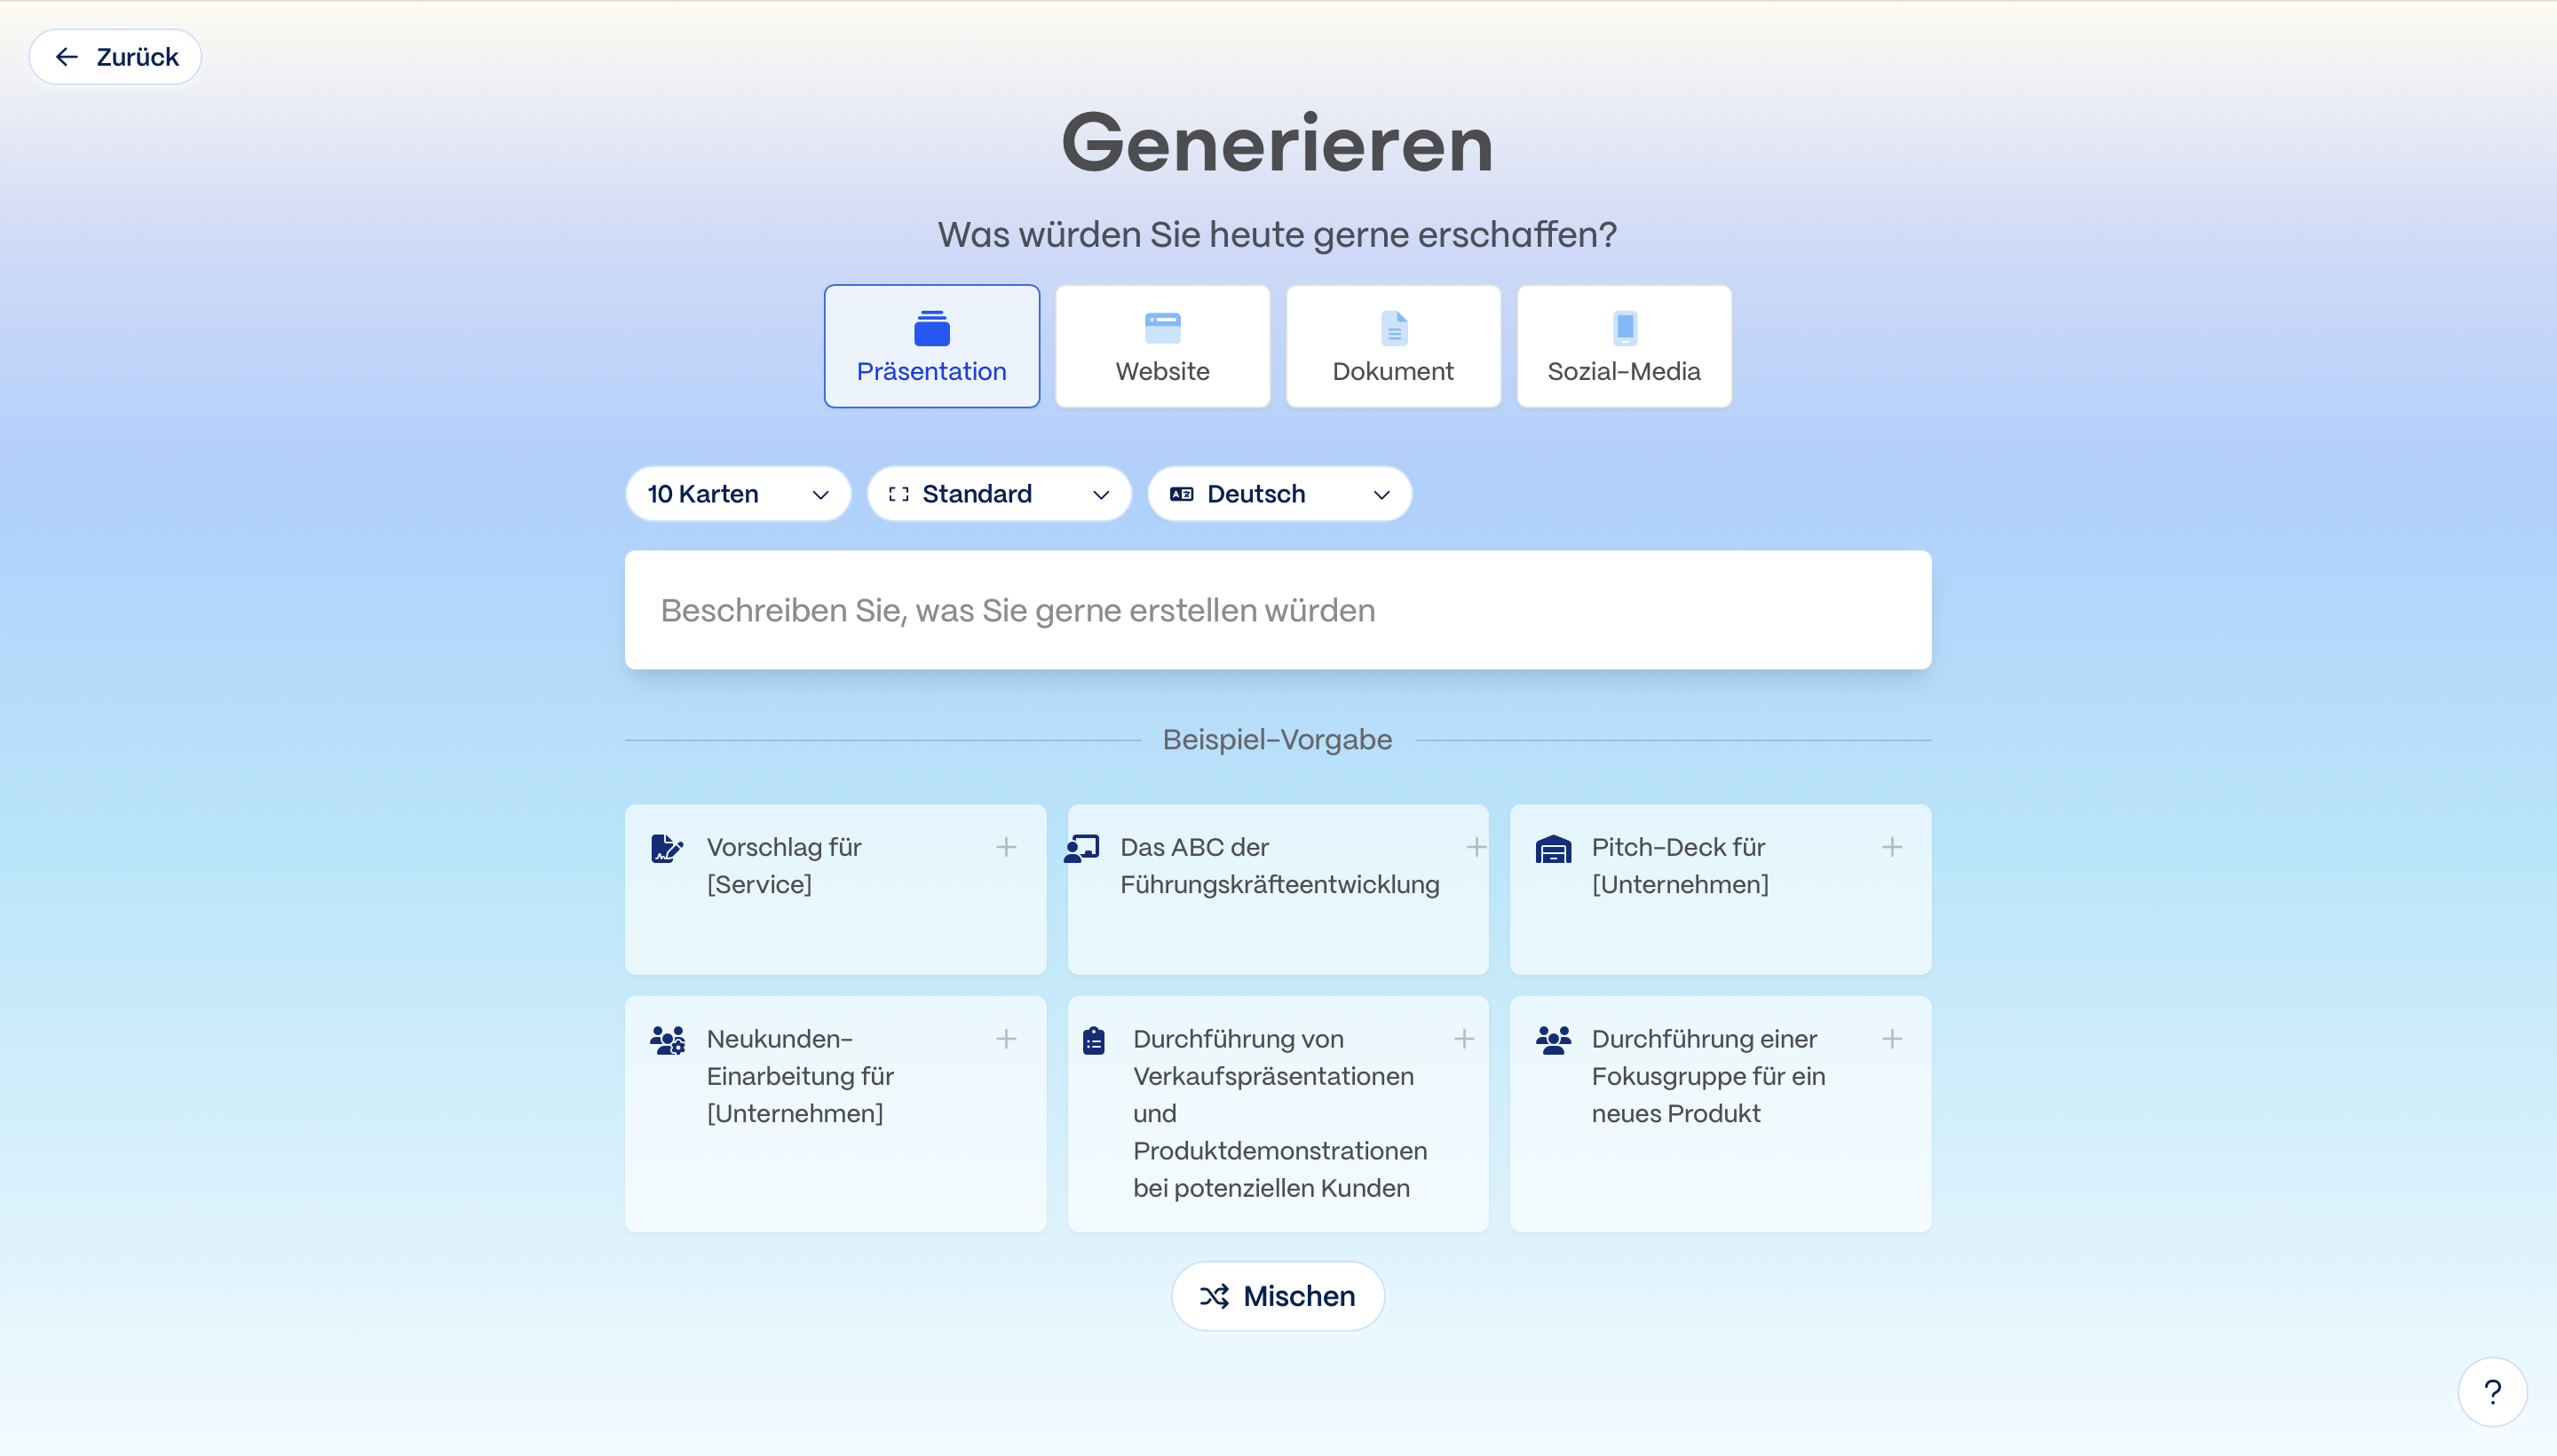 Zurück
Generieren
Was würden Sie heute gerne erschaffen?
Präsentation
Website
Dokument
Sozial-Media
10 Karten
Standard
Deutsch
Beschreiben Sie, was Sie gerne erstellen würden
Beispiel-Vorgabe
Vorschlag für
[Service]
Das ABC der
Führungskräfteentwicklung
Pitch-Deck für
[Unternehmen]
Neukunden-
Einarbeitung für
[Unternehmen]
Durchführung von
Verkaufspräsentationen
und
Produktdemonstrationen
bei potenziellen Kunden
Durchführung einer
Fokusgruppe für ein
neues Produkt
Mischen
?